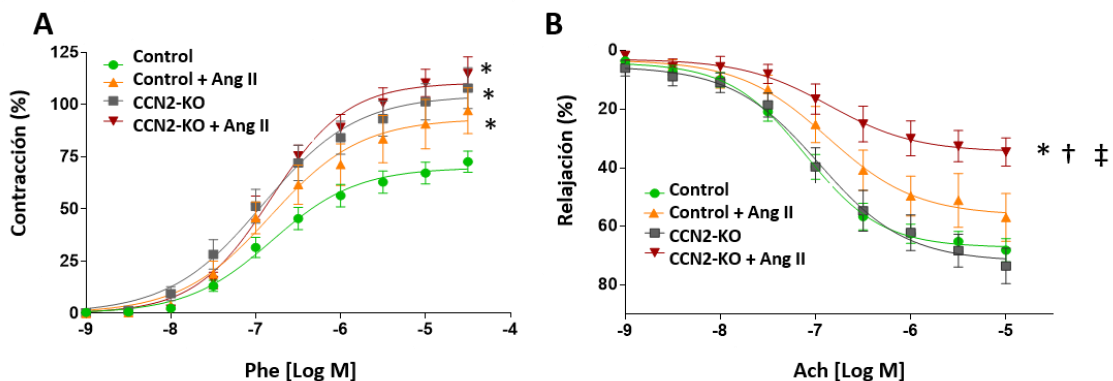 A
Contracción (%)
125
100
75
50
25
0
Control
Control + Ang II
CCN2-KO
CCN2-KO + Ang II
*
*
*
-9 -8 -7 -6 -5 -4
Phe [Log M]
B
Relajación (%)
0
20
40
60
80
Control
Control + Ang II
CCN2-KO
CCN2-KO + Ang II
* † ‡
-9 -8 -7 -6 -5
Ach [Log M]